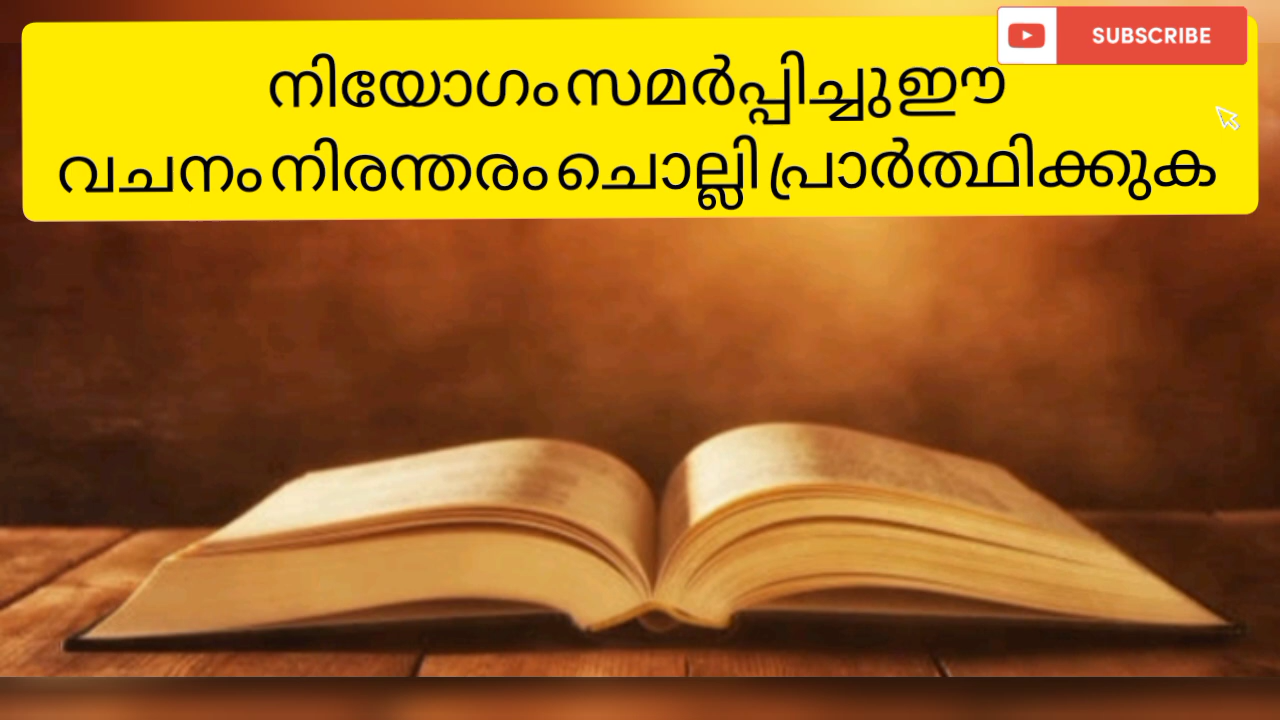 SUBSCRIBE
നിയോഗം സമർപ്പിച്ചു ഈ
വചനം നിരന്തരം ചൊല്ലി പ്രാർത്ഥിക്കുക